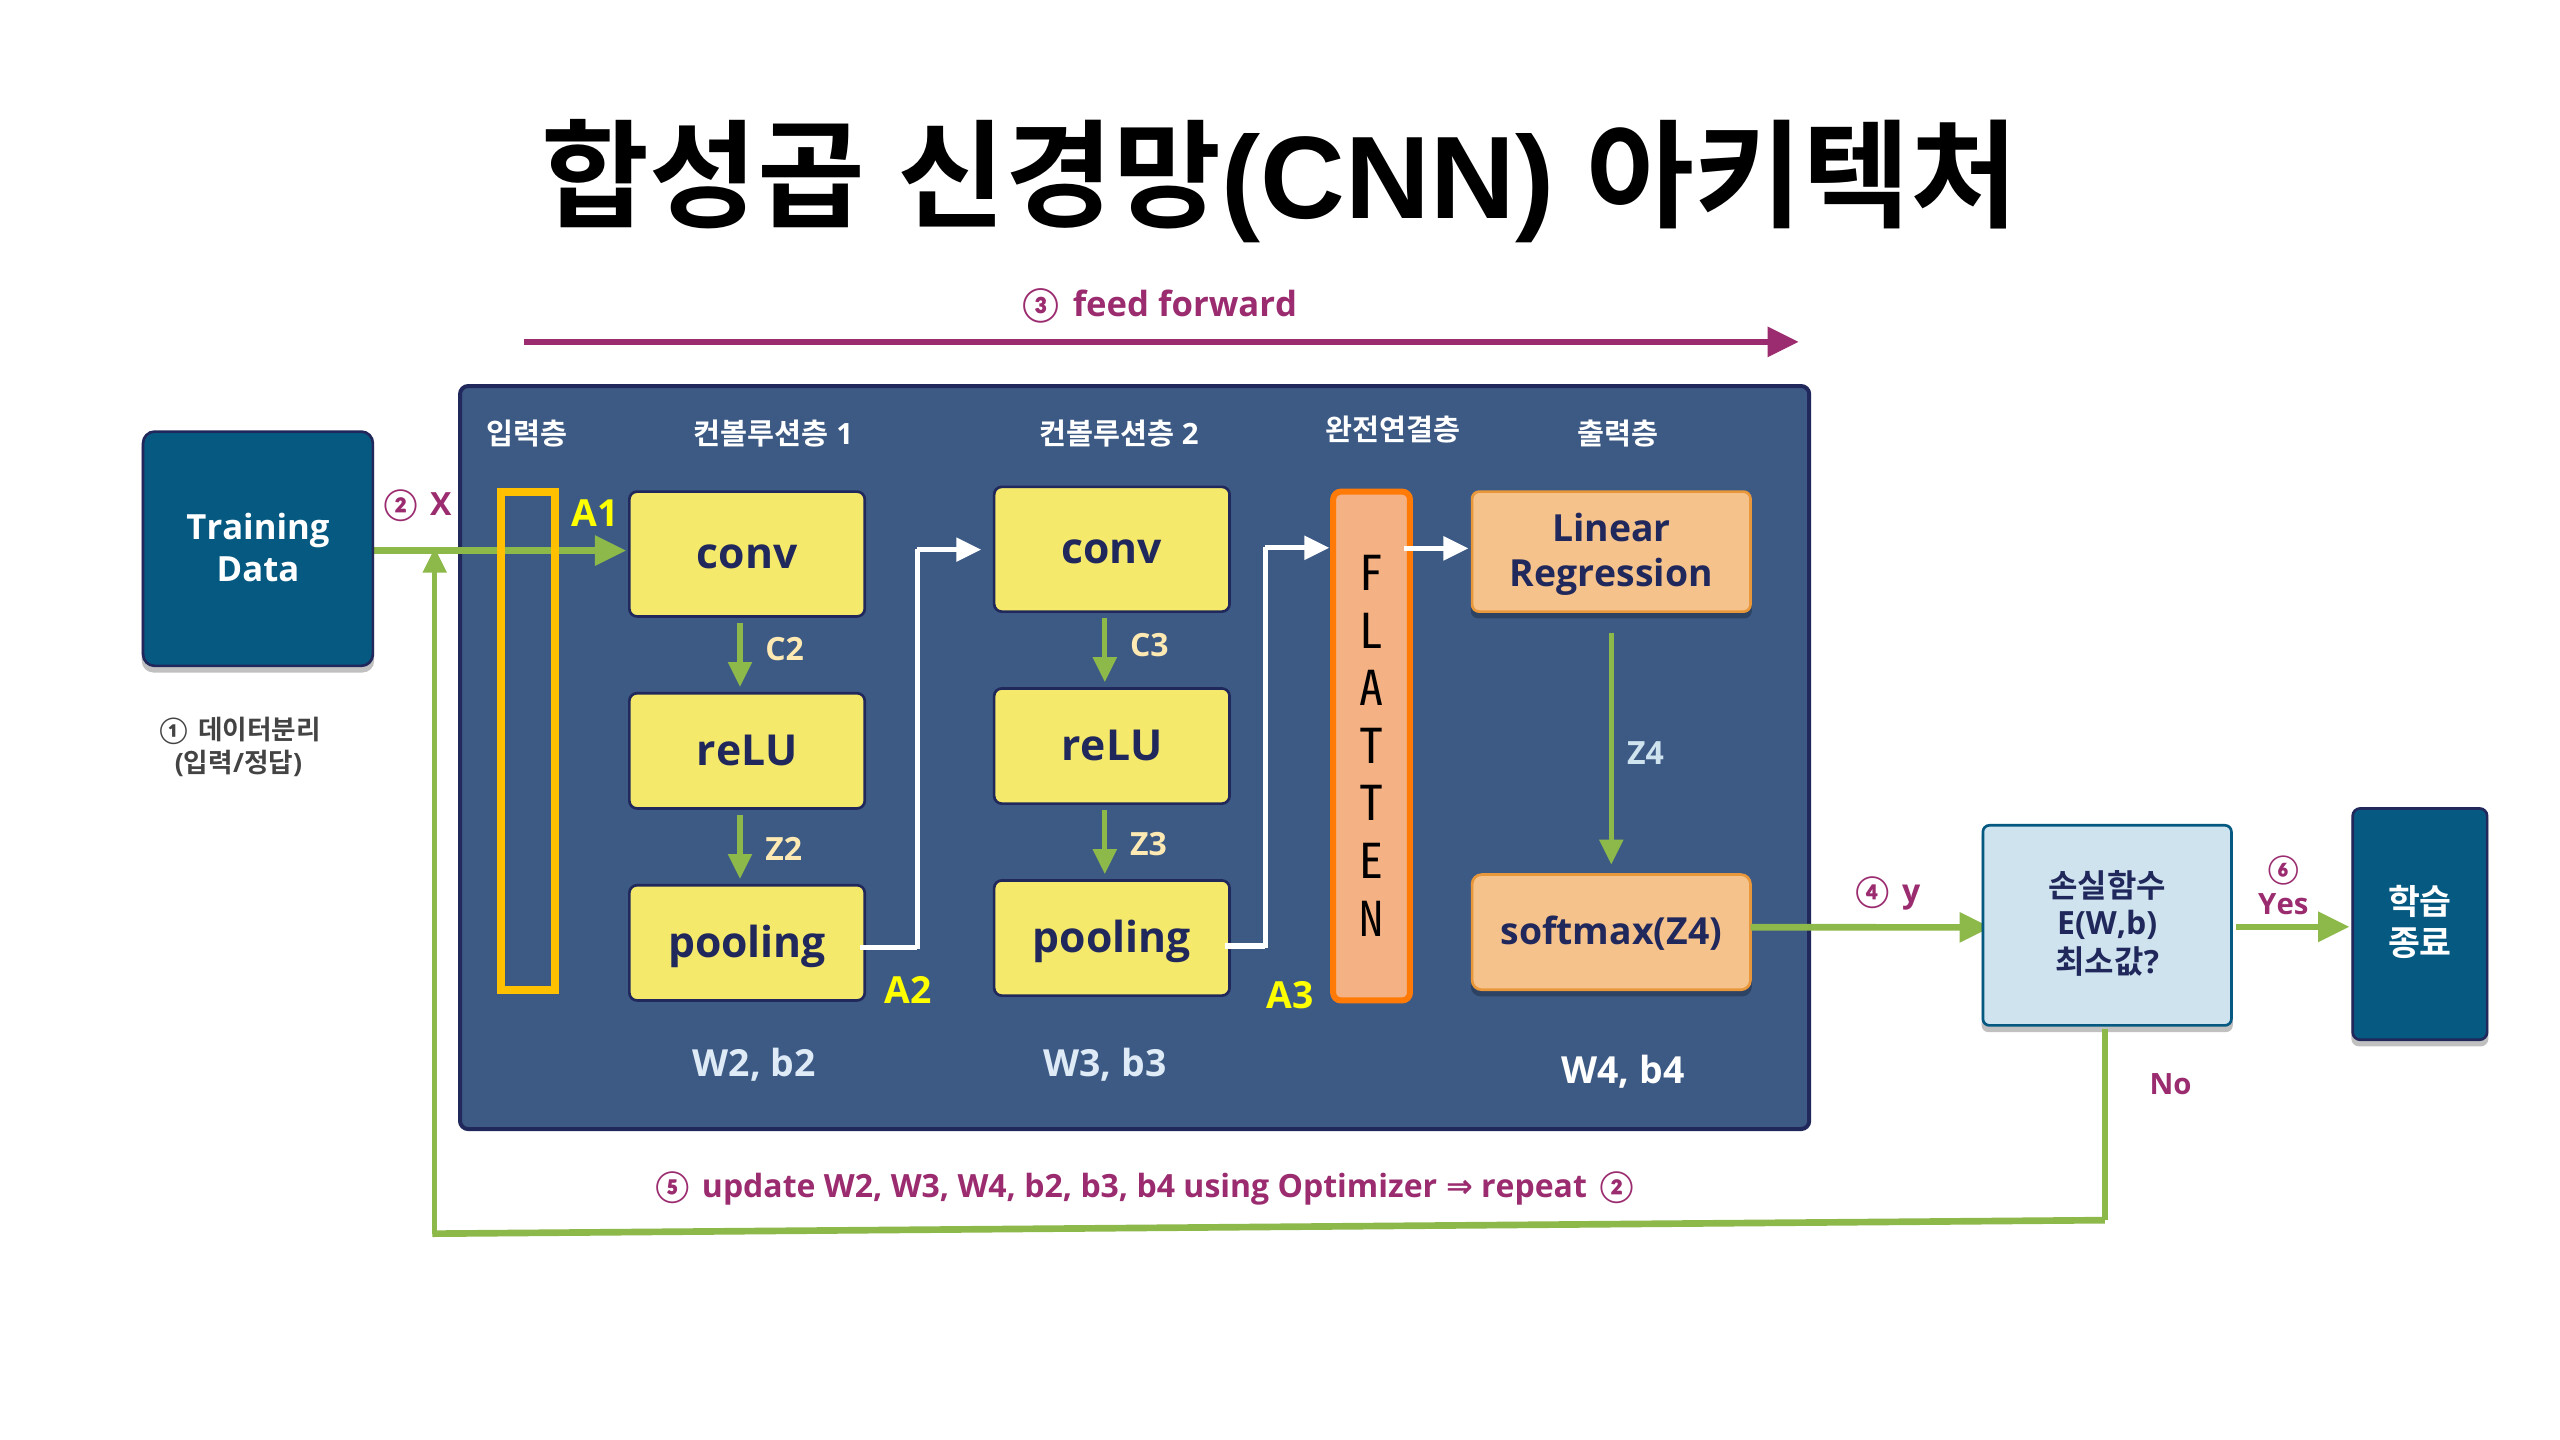 합성곱 신경망(CNN) 아키텍처
③ feed forward
입력층
컨볼루션층 1
컨볼루션층 2
완전연결층
출력층
Training
Data
② X
① 데이터분리
(입력/정답)
A1
conv
C2
reLU
Z2
pooling
A2
W2, b2
conv
C3
reLU
Z3
pooling
A3
W3, b3
F
L
A
T
T
E
N
Linear
Regression
Z4
softmax(Z4)
W4, b4
④ y
손실함수
E(W,b)
최소값?
⑥
Yes
학습
종료
No
⑤ update W2, W3, W4, b2, b3, b4 using Optimizer ⇒ repeat ②